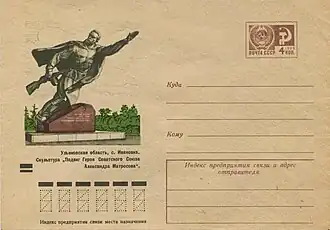 Ульяновская область, с. Ивановка.
Скульптура „Подвиг Героя Советского Союза
Александра Матросова".
Индекс предприятия связи места назначения
ПОЧТА СССР
4
КОП.
Куда
Кому
Индекс предприятия связи и адрес
отправителя